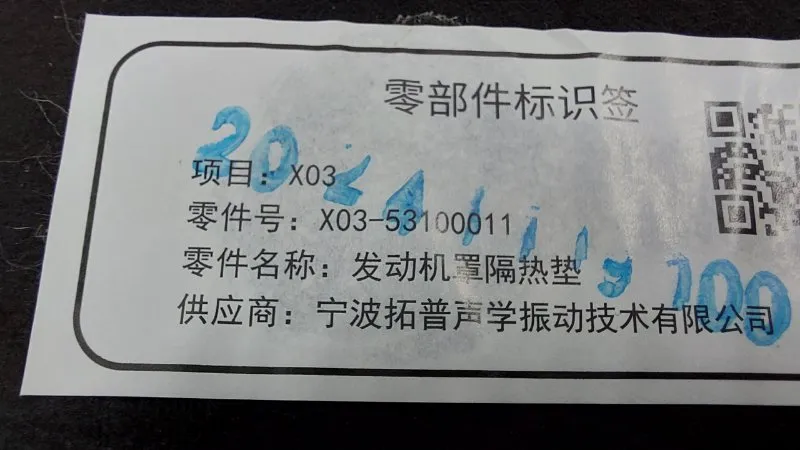 零部件标识签
项目：X03
零件号：X03-53100011
零件名称：发动机罩隔热垫
供应商：宁波拓普声学振动技术有限公司